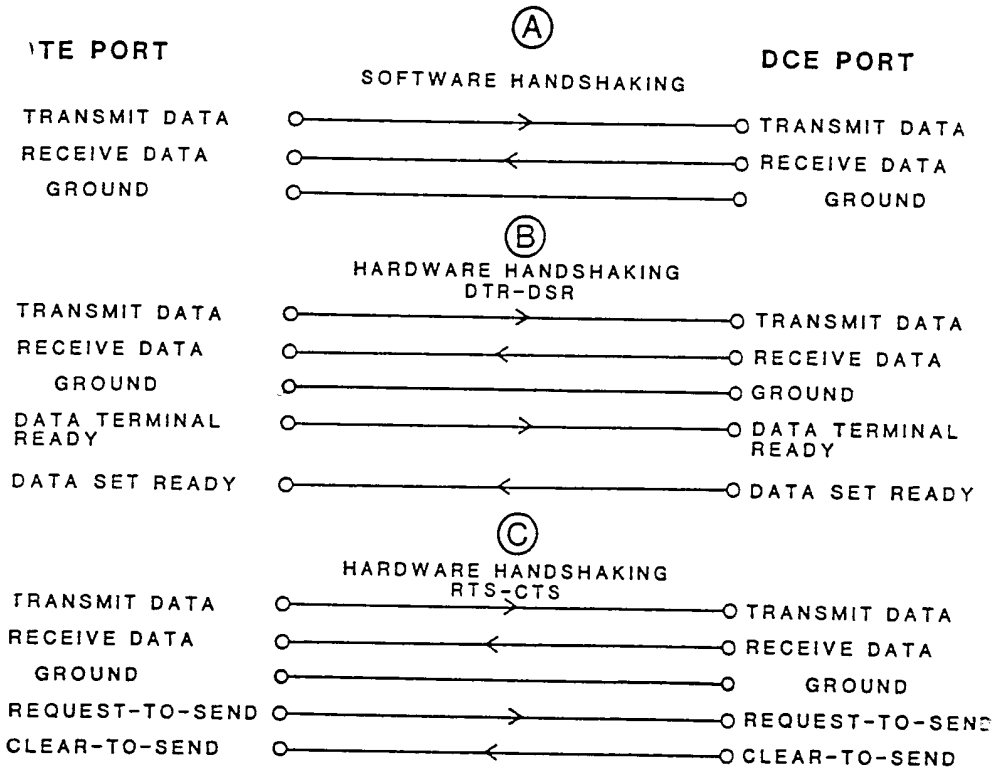 A
TE PORT
DCE PORT
SOFTWARE HANDSHAKING
TRANSMIT DATA TRANSMIT DATA
RECEIVE DATA RECEIVE DATA
GROUND GROUND
B
HARDWARE HANDSHAKING
DTR-DSR
TRANSMIT DATA TRANSMIT DATA
RECEIVE DATA RECEIVE DATA
GROUND GROUND
DATA TERMINAL DATA TERMINAL
READY READY
DATA SET READY DATA SET READY
C
HARDWARE HANDSHAKING
RTS-CTS
TRANSMIT DATA TRANSMIT DATA
RECEIVE DATA RECEIVE DATA
GROUND GROUND
REQUEST-TO-SEND REQUEST-TO-SEND
CLEAR-TO-SEND CLEAR-TO-SEND